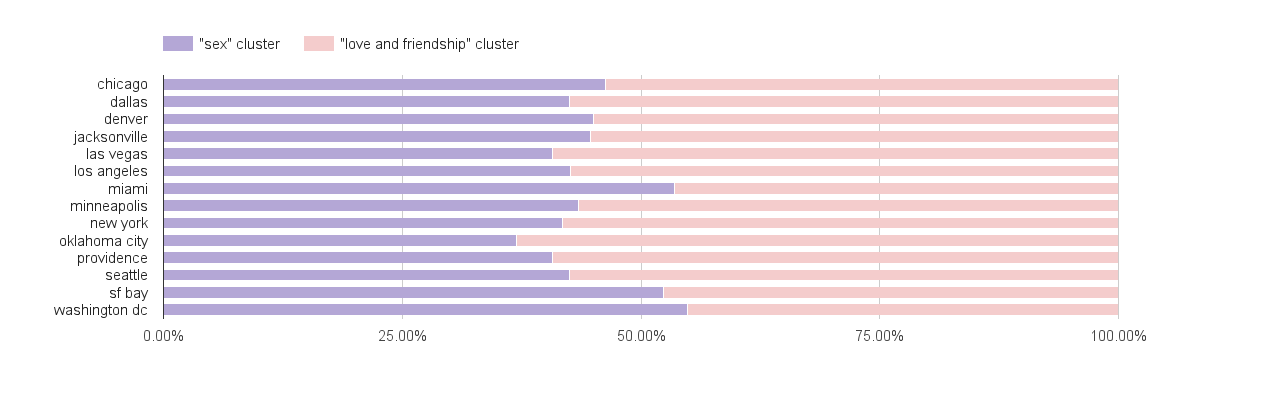 "sex" cluster "love and friendship" cluster
chicago
dallas
denver
jacksonville
las vegas
los angeles
miami
minneapolis
new york
oklahoma city
providence
seattle
sf bay
washington dc
0.00% 25.00% 50.00% 75.00% 100.00%